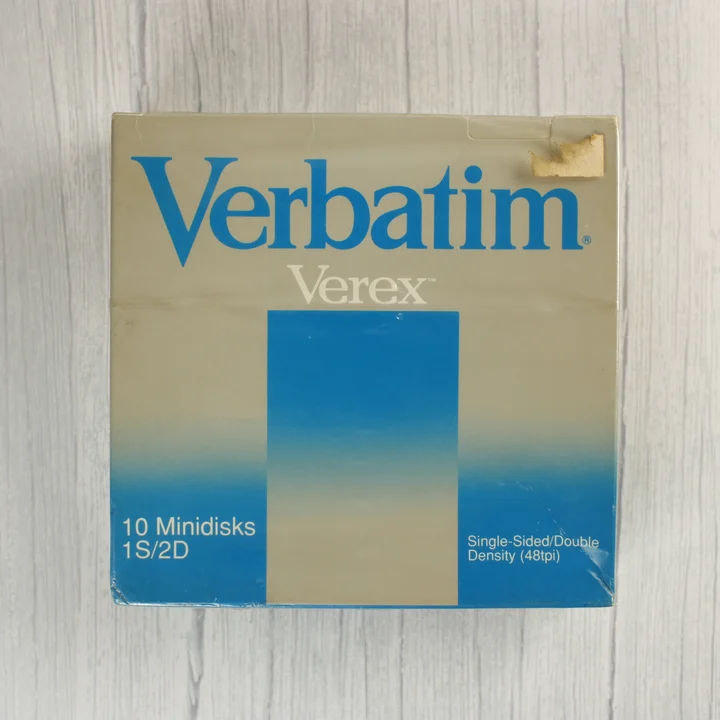 Verbatim®
Verex™
10 Minidisks
1S/2D
Single-Sided/Double
Density (48tpi)